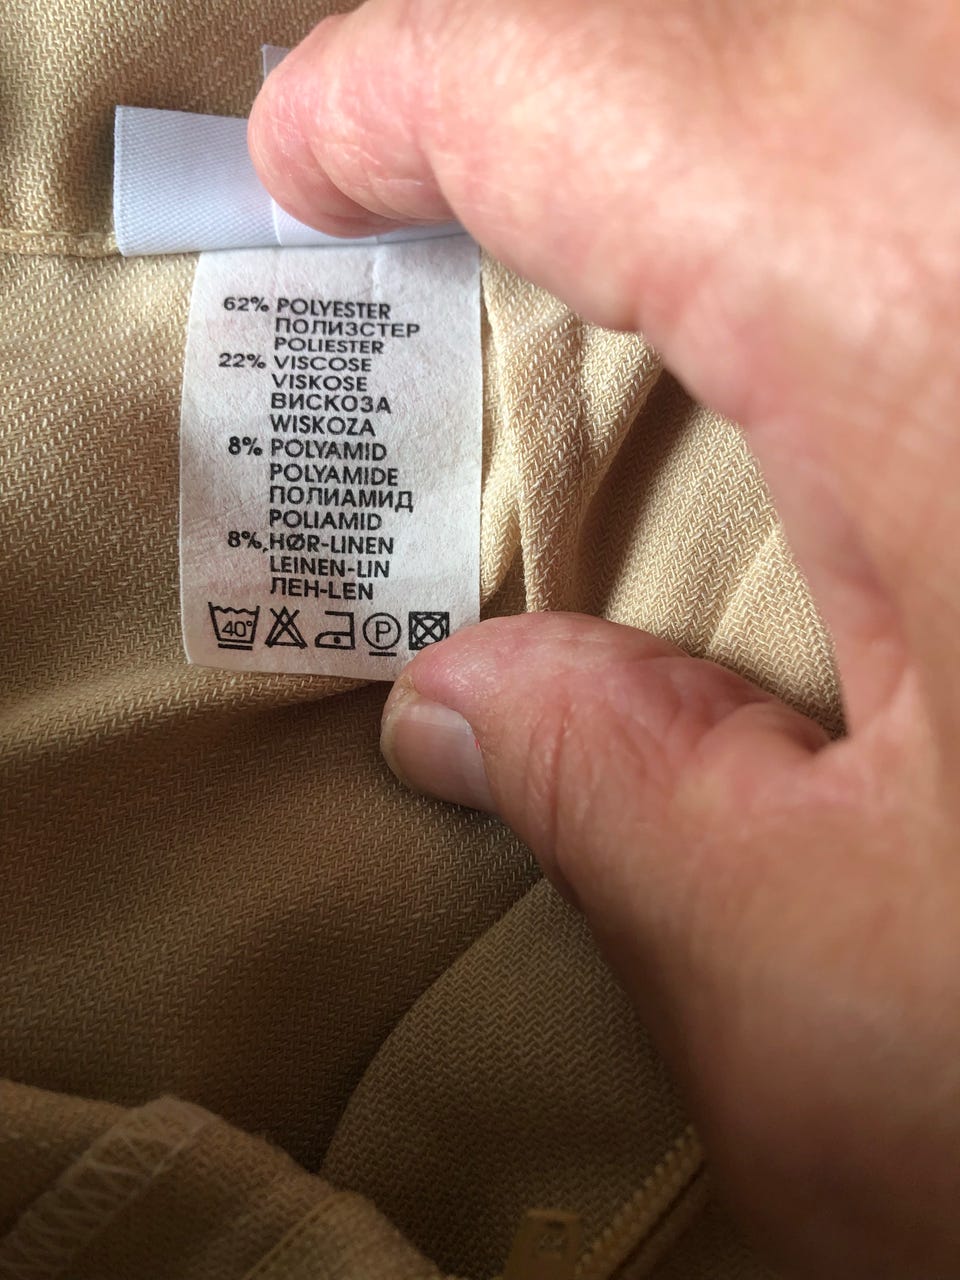 62% POLYESTER
ПОЛИЗСТЕР
POLIESTER
22% VISCOSE
VISKOSE
ВИСКОЗА
WISKOZA
8% POLYAMID
POLYAMIDE
ПОЛИАМИД
POLIAMID
8% HØR-LINEN
LEINEN-LIN
ЛЕН-LEN
40° P